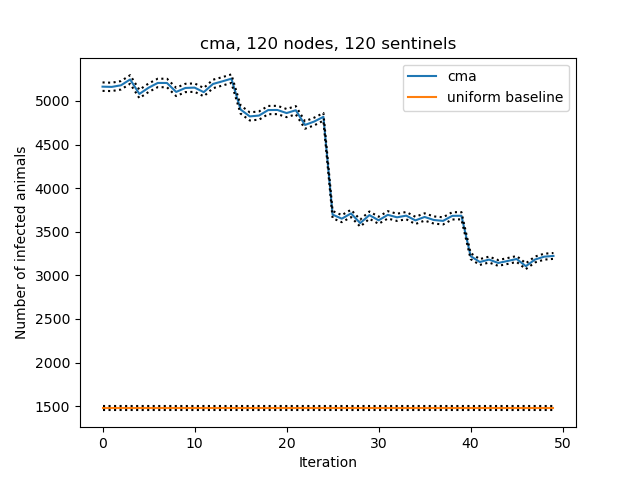 cma, 120 nodes, 120 sentinels
cma
uniform baseline
Number of infected animals
5000
4500
4000
3500
3000
2500
2000
1500
0 10 20 30 40 50
Iteration